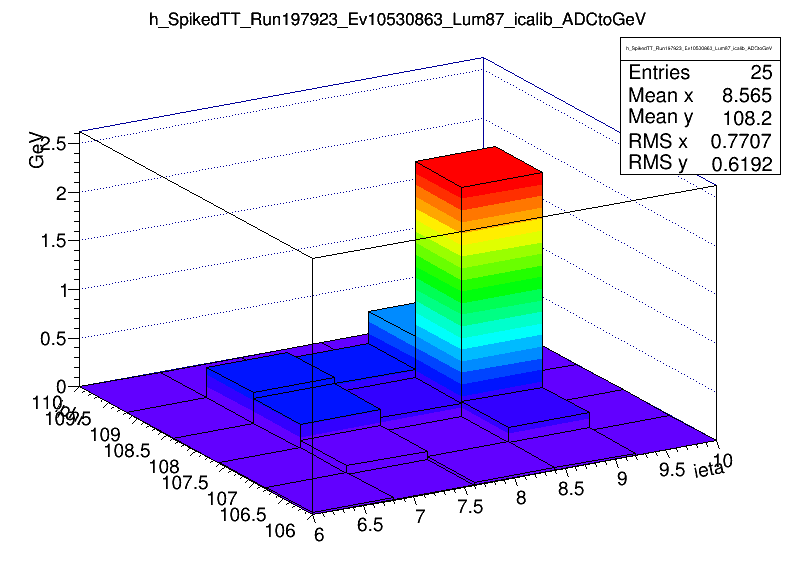 h_SpikedTT_Run197923_Ev10530863_Lum87_icalib_ADCtoGeV
h_SpikedTT_Run197923_Ev10530863_Lum87_icalib_ADCtoGeV
Entries 25
Mean x 8.565
Mean y 108.2
RMS x 0.7707
RMS y 0.6192
GeV
2.5
2
1.5
1
0.5
0
110
109.5
109
108.5
108
107.5
107
106.5
106
iphi
6
6.5
7
7.5
8
8.5
9
9.5
10
ieta